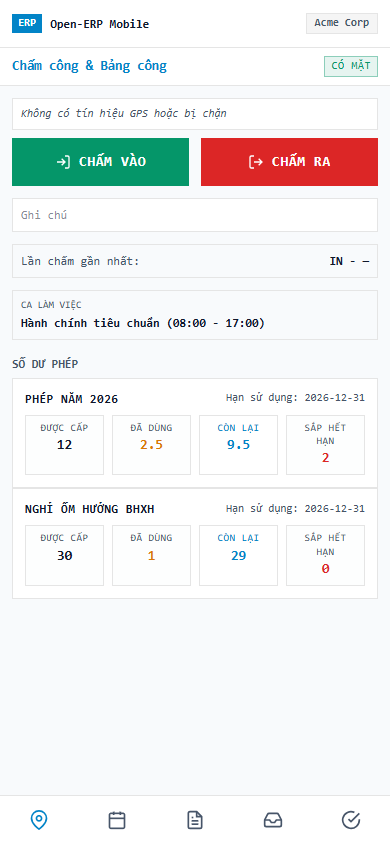 ERP Open-ERP Mobile Acme Corp
Chấm công & Bảng công CÓ MẶT
Không có tín hiệu GPS hoặc bị chặn
CHẤM VÀO CHẤM RA
Ghi chú
Lần chấm gần nhất: IN - —
CA LÀM VIỆC
Hành chính tiêu chuẩn (08:00 - 17:00)
SỐ DƯ PHÉP
PHÉP NĂM 2026 Hạn sử dụng: 2026-12-31
ĐƯỢC CẤP ĐÃ DÙNG CÒN LẠI SẮP HẾT HẠN
12 2.5 9.5 2
NGHỈ ỐM HƯỞNG BHXH Hạn sử dụng: 2026-12-31
ĐƯỢC CẤP ĐÃ DÙNG CÒN LẠI SẮP HẾT HẠN
30 1 29 0